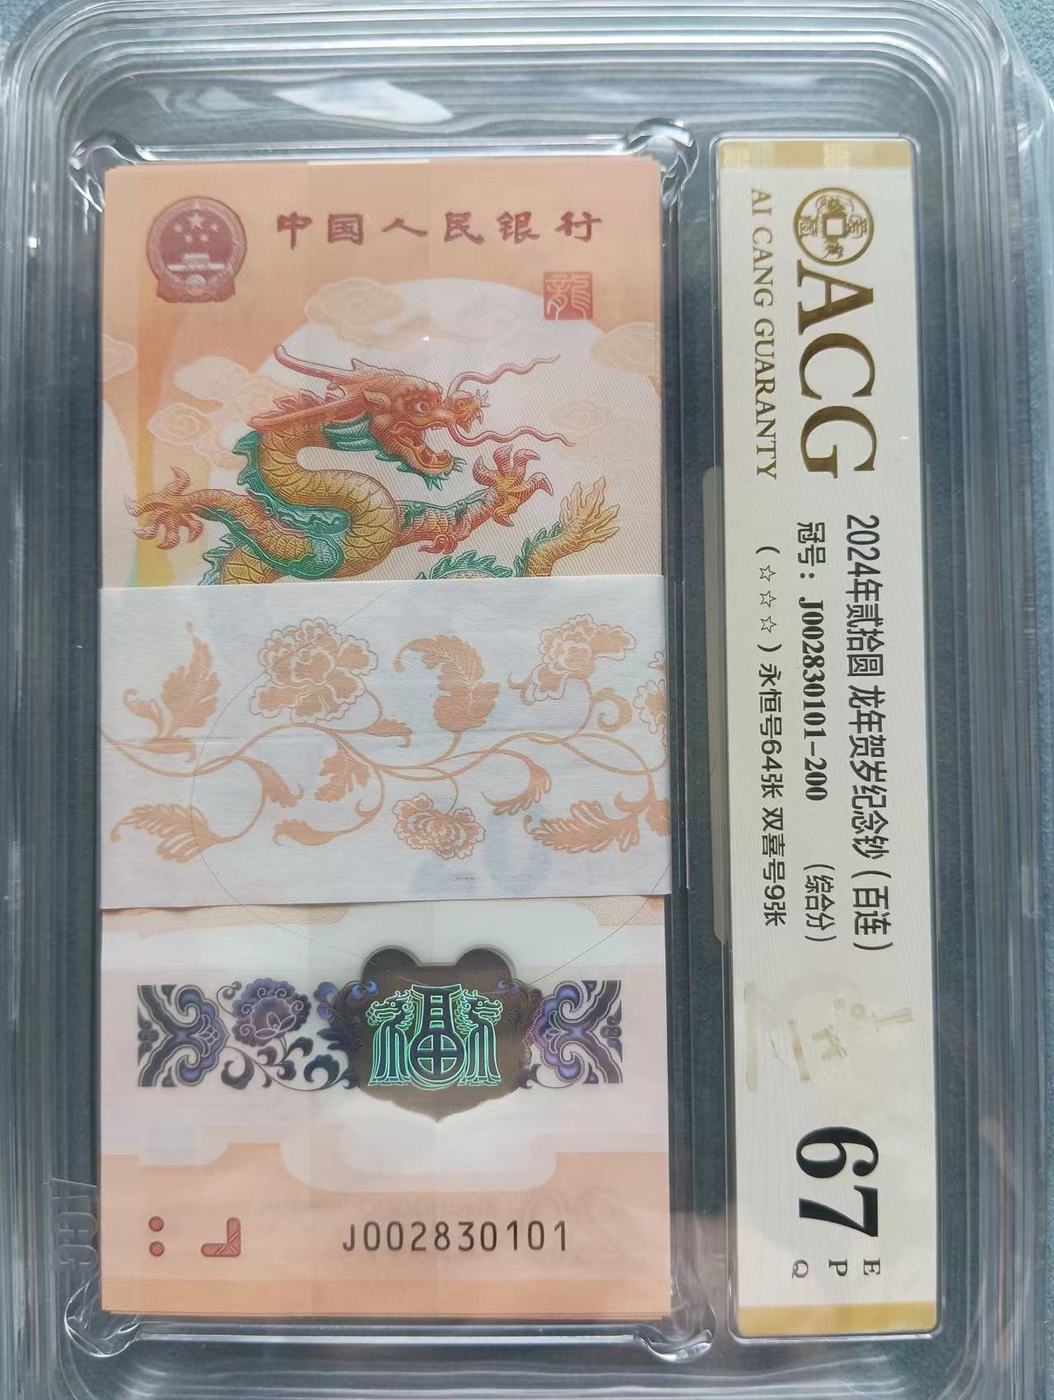 中国人民银行
龍
J002830101
ACG
AI CANG GUARANTY
2024年贰拾圆 龙年贺岁纪念钞（百连）
冠号：J002830101-200 （综合分）
（☆☆☆）永恒号64张 双喜号9张
67
E
P
Q
ACG